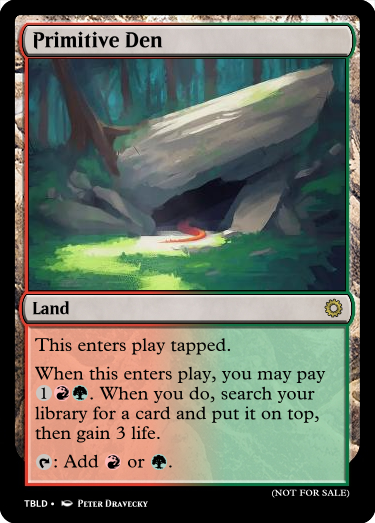 Primitive Den
Land
This enters play tapped.
When this enters play, you may pay
1 R G. When you do, search your
library for a card and put it on top,
then gain 3 life.
: Add or .
(NOT FOR SALE)
TBLD • Peter Dravecky